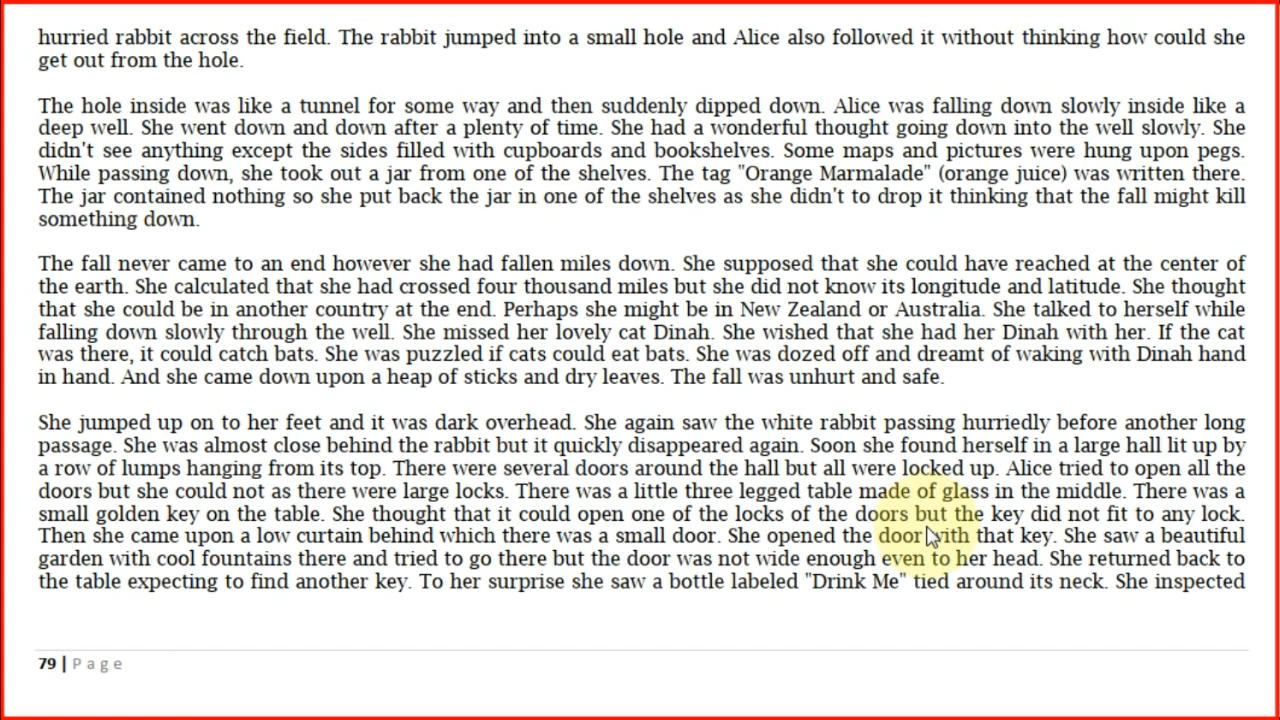 hurried rabbit across the field. The rabbit jumped into a small hole and Alice also followed it without thinking how could she
get out from the hole.
The hole inside was like a tunnel for some way and then suddenly dipped down. Alice was falling down slowly inside like a
deep well. She went down and down after a plenty of time. She had a wonderful thought going down into the well slowly. She
didn't see anything except the sides filled with cupboards and bookshelves. Some maps and pictures were hung upon pegs.
While passing down, she took out a jar from one of the shelves. The tag "Orange Marmalade" (orange juice) was written there.
The jar contained nothing so she put back the jar in one of the shelves as she didn't to drop it thinking that the fall might kill
something down.
The fall never came to an end however she had fallen miles down. She supposed that she could have reached at the center of
the earth. She calculated that she had crossed four thousand miles but she did not know its longitude and latitude. She thought
that she could be in another country at the end. Perhaps she might be in New Zealand or Australia. She talked to herself while
falling down slowly through the well. She missed her lovely cat Dinah. She wished that she had her Dinah with her. If the cat
was there, it could catch bats. She was puzzled if cats could eat bats. She was dozed off and dreamt of waking with Dinah hand
in hand. And she came down upon a heap of sticks and dry leaves. The fall was unhurt and safe.
She jumped up on to her feet and it was dark overhead. She again saw the white rabbit passing hurriedly before another long
passage. She was almost close behind the rabbit but it quickly disappeared again. Soon she found herself in a large hall lit up by
a row of lumps hanging from its top. There were several doors around the hall but all were locked up. Alice tried to open all the
doors but she could not as there were large locks. There was a little three legged table made of glass in the middle. There was a
small golden key on the table. She thought that it could open one of the locks of the doors but the key did not fit to any lock.
Then she came upon a low curtain behind which there was a small door. She opened the door with that key. She saw a beautiful
garden with cool fountains there and tried to go there but the door was not wide enough even to her head. She returned back to
the table expecting to find another key. To her surprise she saw a bottle labeled "Drink Me" tied around its neck. She inspected
79 | Page